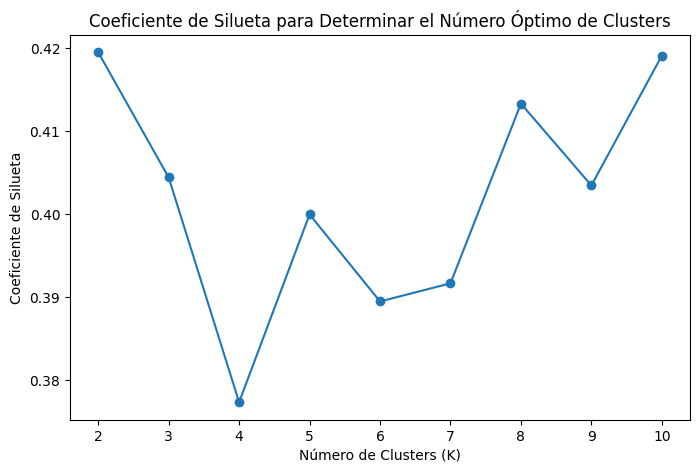 Coeficiente de Silueta para Determinar el Número Óptimo de Clusters
0.42
0.41
0.40
0.39
0.38
Coeficiente de Silueta
2 3 4 5 6 7 8 9 10
Número de Clusters (K)